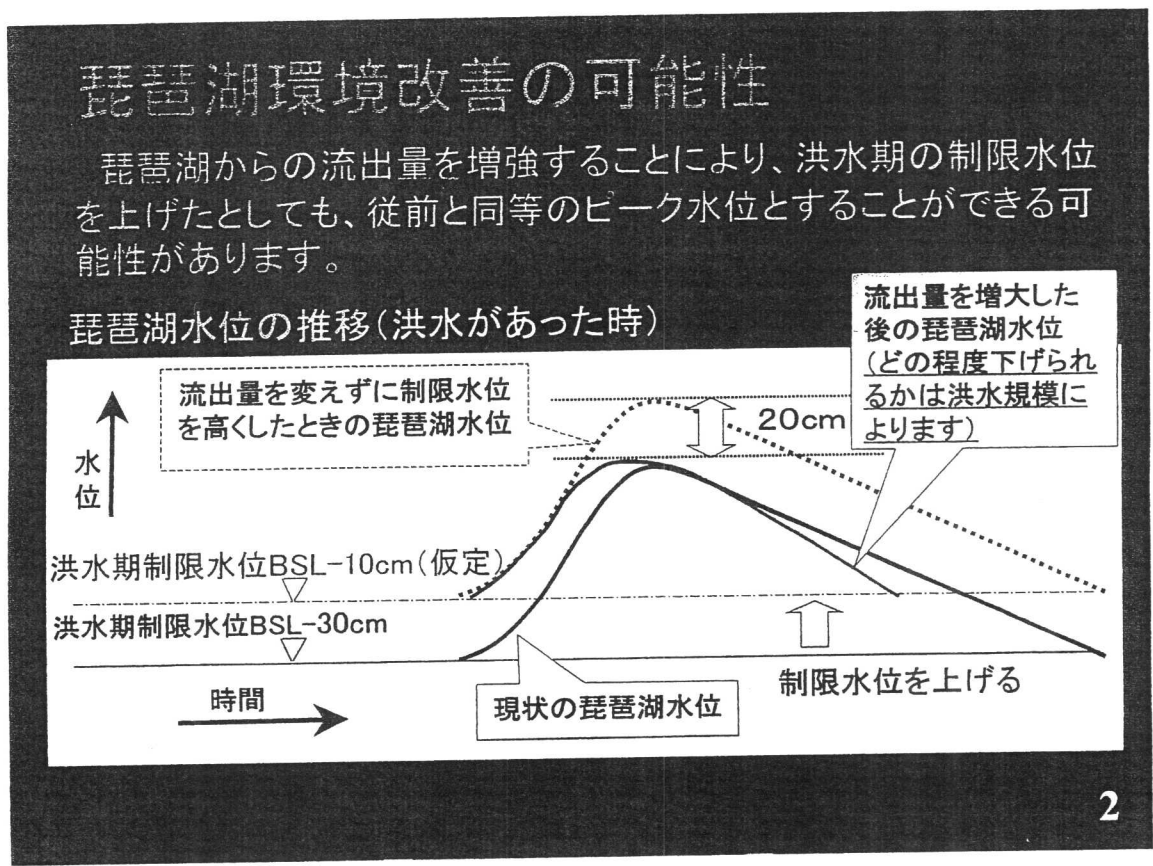 琵琶湖環境改善の可能性
琵琶湖からの流出量を増強することにより、洪水期の制限水位
を上げたとしても、従前と同等のピーク水位とすることができる可
能性があります。
琵琶湖水位の推移(洪水があった時)
流出量を増大した
後の琵琶湖水位
(どの程度下げられ
るかは洪水規模に
よります)
流出量を変えずに制限水位
を高くしたときの琵琶湖水位
20cm
水
位
洪水期制限水位BSL-10cm(仮定)
洪水期制限水位BSL-30cm
制限水位を上げる
時間
現状の琵琶湖水位
2